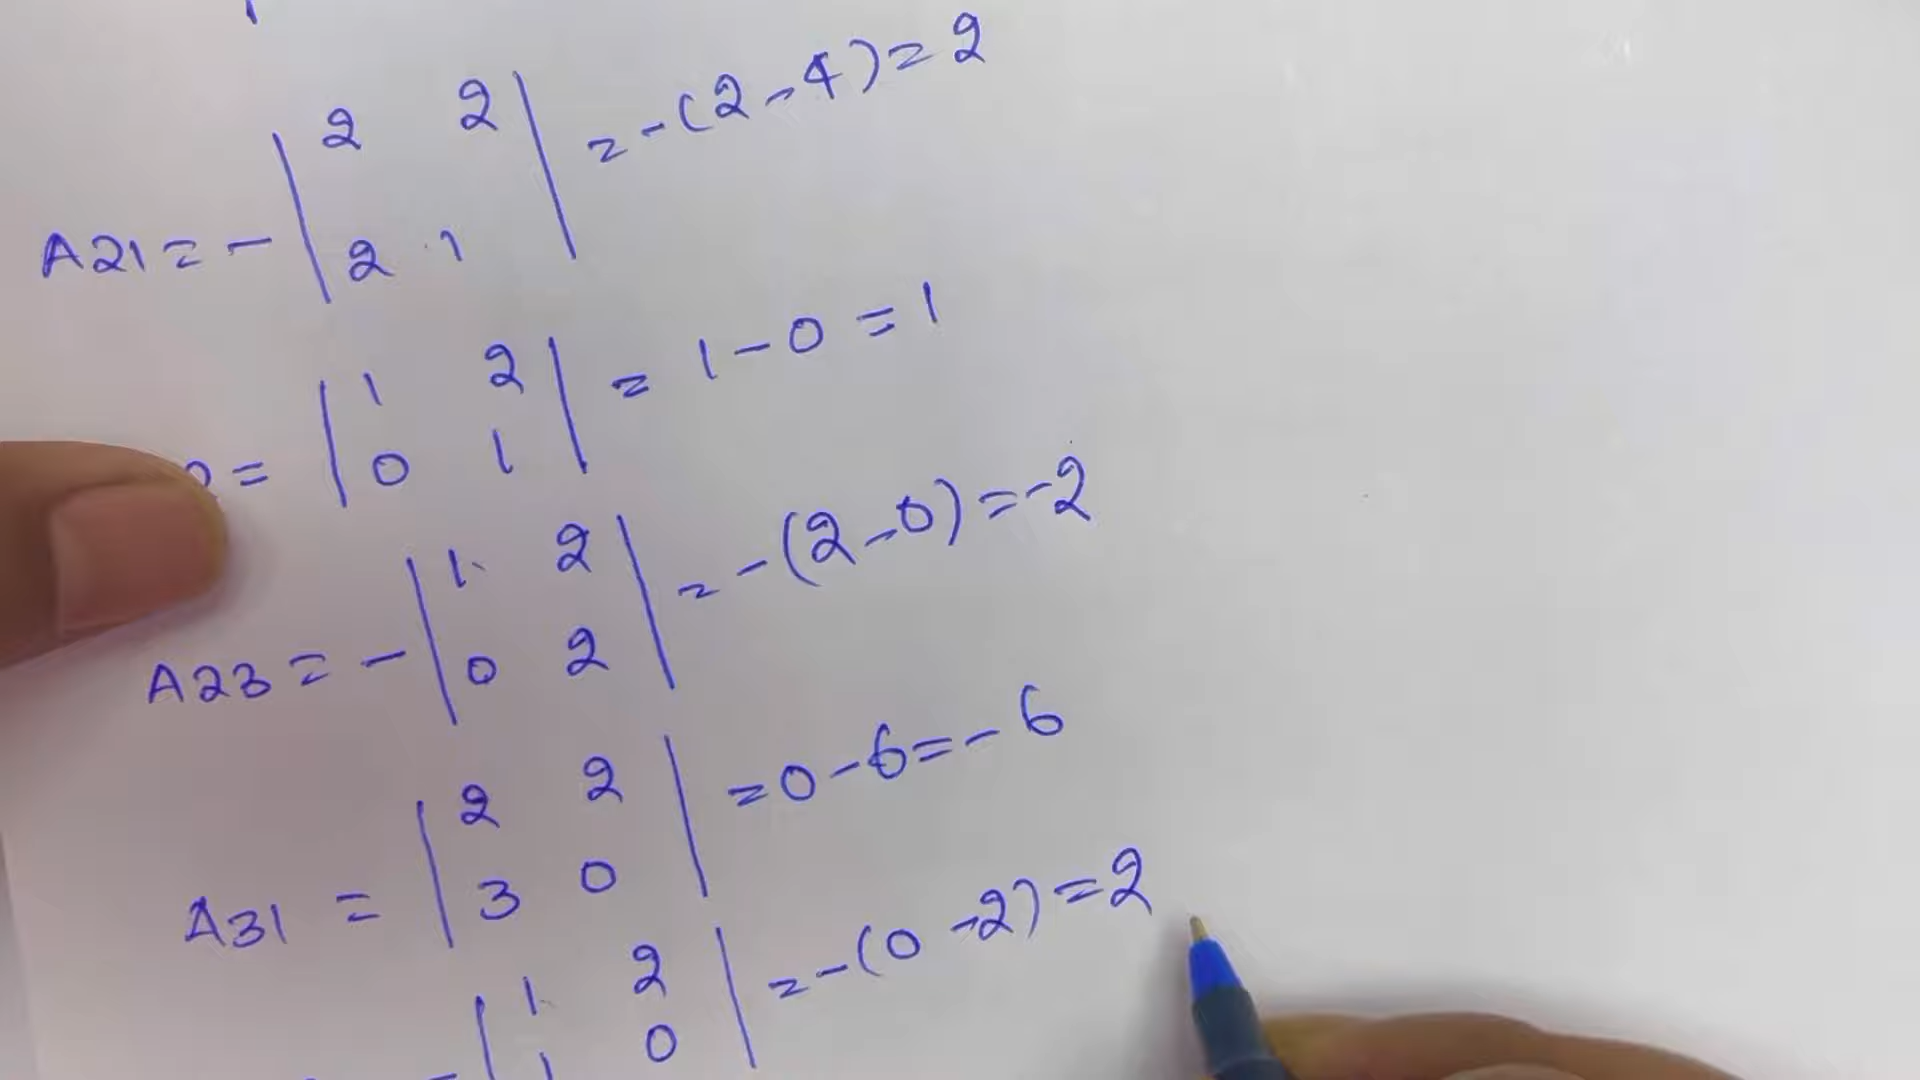 A21 = - | 2 2 | = -(2-4) = 2
| 2 1 |
= | 1 2 | = 1-0 = 1
| 0 1 |
A23 = - | 1 2 | = -(2-0) = -2
| 0 2 |
A31 = | 2 2 | = 0-6 = -6
| 3 0 |
- | 1 2 | = -(0-2) = 2
| 1 0 |